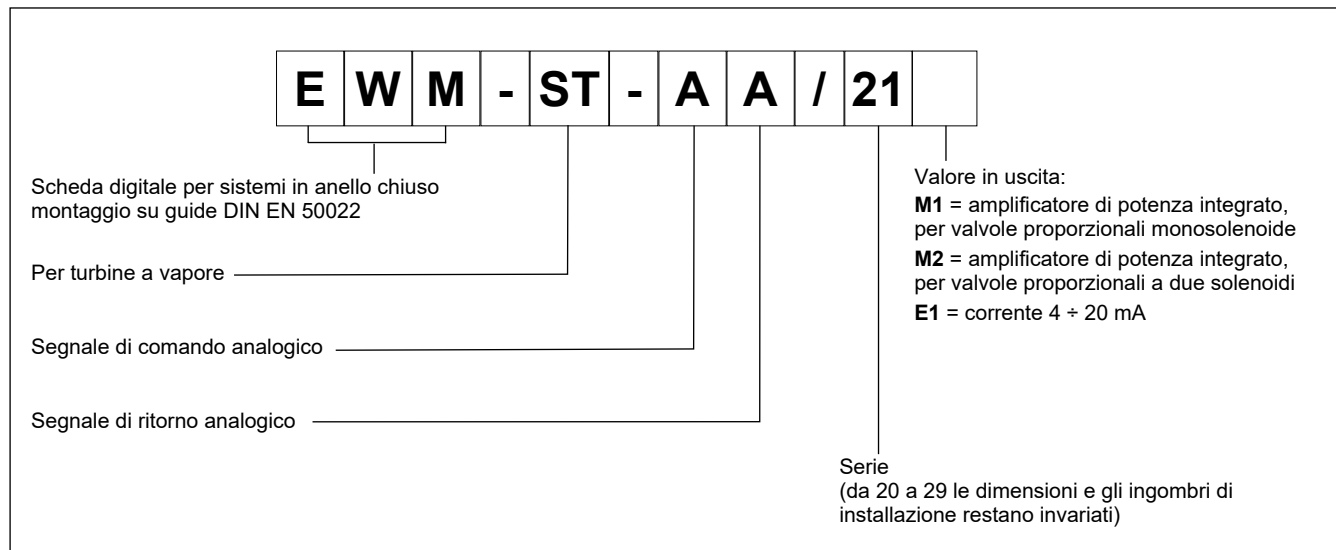 E W M - ST - A A / 21
Scheda digitale per sistemi in anello chiuso
montaggio su guide DIN EN 50022
Per turbine a vapore
Segnale di comando analogico
Segnale di ritorno analogico
Valore in uscita:
M1 = amplificatore di potenza integrato,
per valvole proporzionali monosolenoide
M2 = amplificatore di potenza integrato,
per valvole proporzionali a due solenoidi
E1 = corrente 4 ÷ 20 mA
Serie
(da 20 a 29 le dimensioni e gli ingombri di
installazione restano invariati)